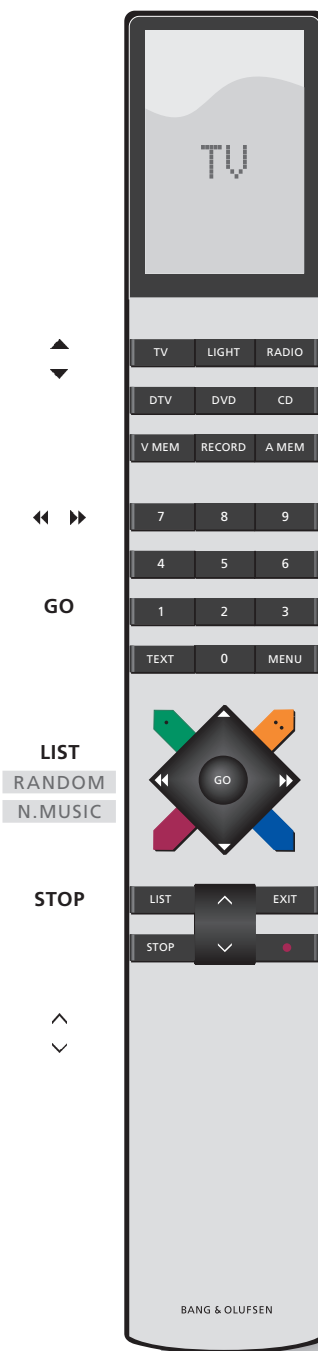 TV
TV LIGHT RADIO
DTV DVD CD
V MEM RECORD A MEM
7 8 9
4 5 6
GO
1 2 3
TEXT 0 MENU
GO
LIST
RANDOM
N.MUSIC
STOP
LIST EXIT
STOP
BANG & OLUFSEN